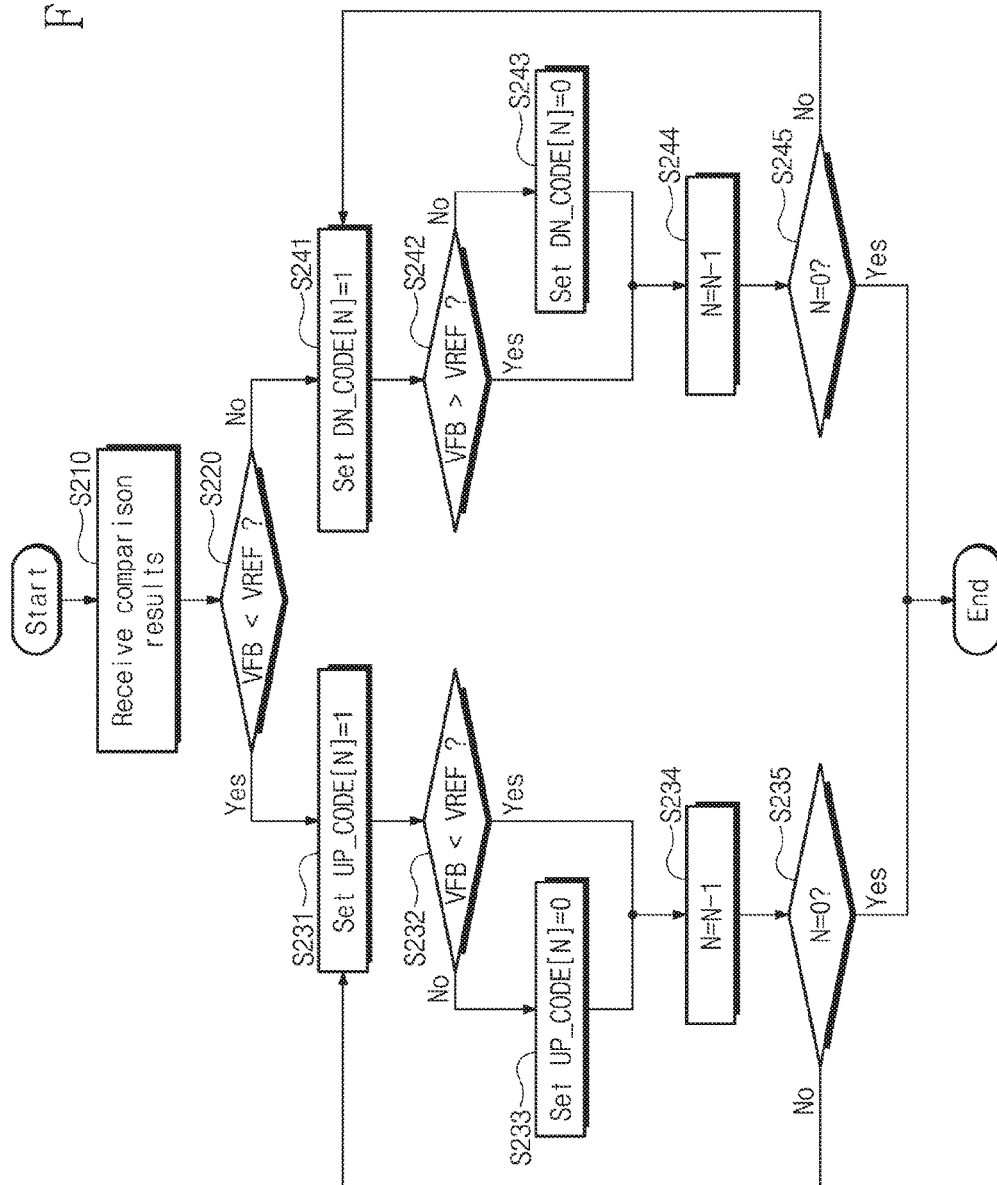 F
Start
S210
Receive comparison
results
S220
VFB < VREF ?
Yes
No
S231
Set UP_CODE[N]=1
S232
VFB < VREF ?
No
Yes
S233
Set UP_CODE[N]=0
S234
N=N-1
S235
N=0?
No
Yes
S241
Set DN_CODE[N]=1
S242
VFB > VREF ?
No
Yes
S243
Set DN_CODE[N]=0
S244
N=N-1
S245
N=0?
No
Yes
End